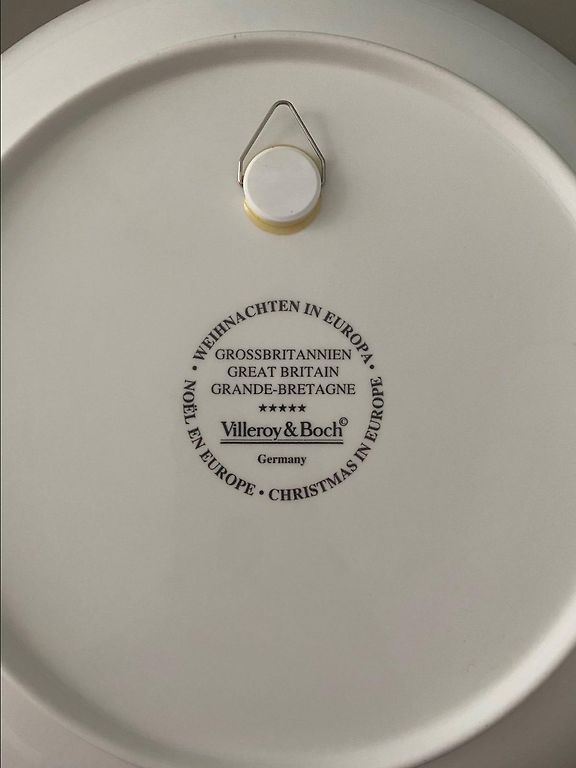 • WEIHNACHTEN IN EUROPA •
GROSSBRITANNIEN
GREAT BRITAIN
GRANDE-BRETAGNE
★★★★★
Villeroy & Boch©
Germany
NOËL EN EUROPE • CHRISTMAS IN EUROPE